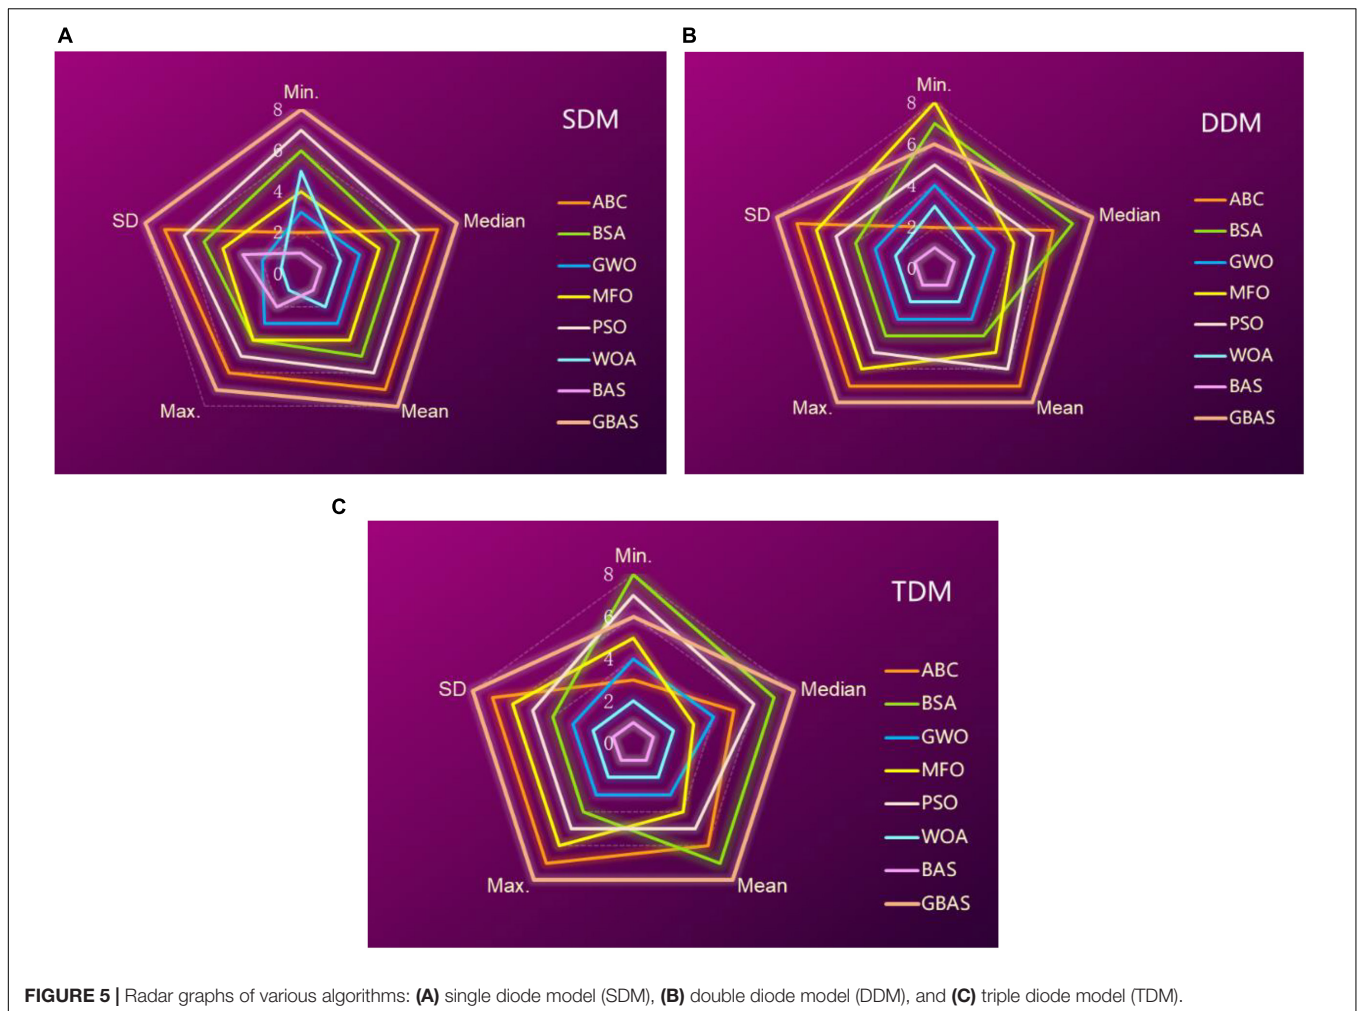 A
SDM
Min.
8
6
4
2
0
SD
Median
Max.
Mean
ABC
BSA
GWO
MFO
PSO
WOA
BAS
GBAS
B
DDM
Min.
8
6
4
2
0
SD
Median
Max.
Mean
ABC
BSA
GWO
MFO
PSO
WOA
BAS
GBAS
C
TDM
Min.
8
6
4
2
0
SD
Median
Max.
Mean
ABC
BSA
GWO
MFO
PSO
WOA
BAS
GBAS
FIGURE 5 | Radar graphs of various algorithms: (A) single diode model (SDM), (B) double diode model (DDM), and (C) triple diode model (TDM).